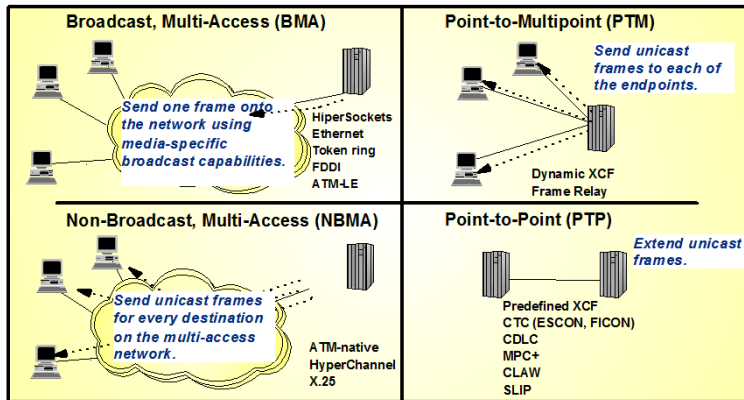 Broadcast, Multi-Access (BMA)
Send one frame onto
the network using
media-specific
broadcast capabilities.
HiperSockets
Ethernet
Token ring
FDDI
ATM-LE
Point-to-Multipoint (PTM)
Send unicast
frames to each of
the endpoints.
Dynamic XCF
Frame Relay
Non-Broadcast, Multi-Access (NBMA)
Send unicast frames
for every destination
on the multi-access
network.
ATM-native
HyperChannel
X.25
Point-to-Point (PTP)
Extend unicast
frames.
Predefined XCF
CTC (ESCON, FICON)
CDLC
MPC+
CLAW
SLIP